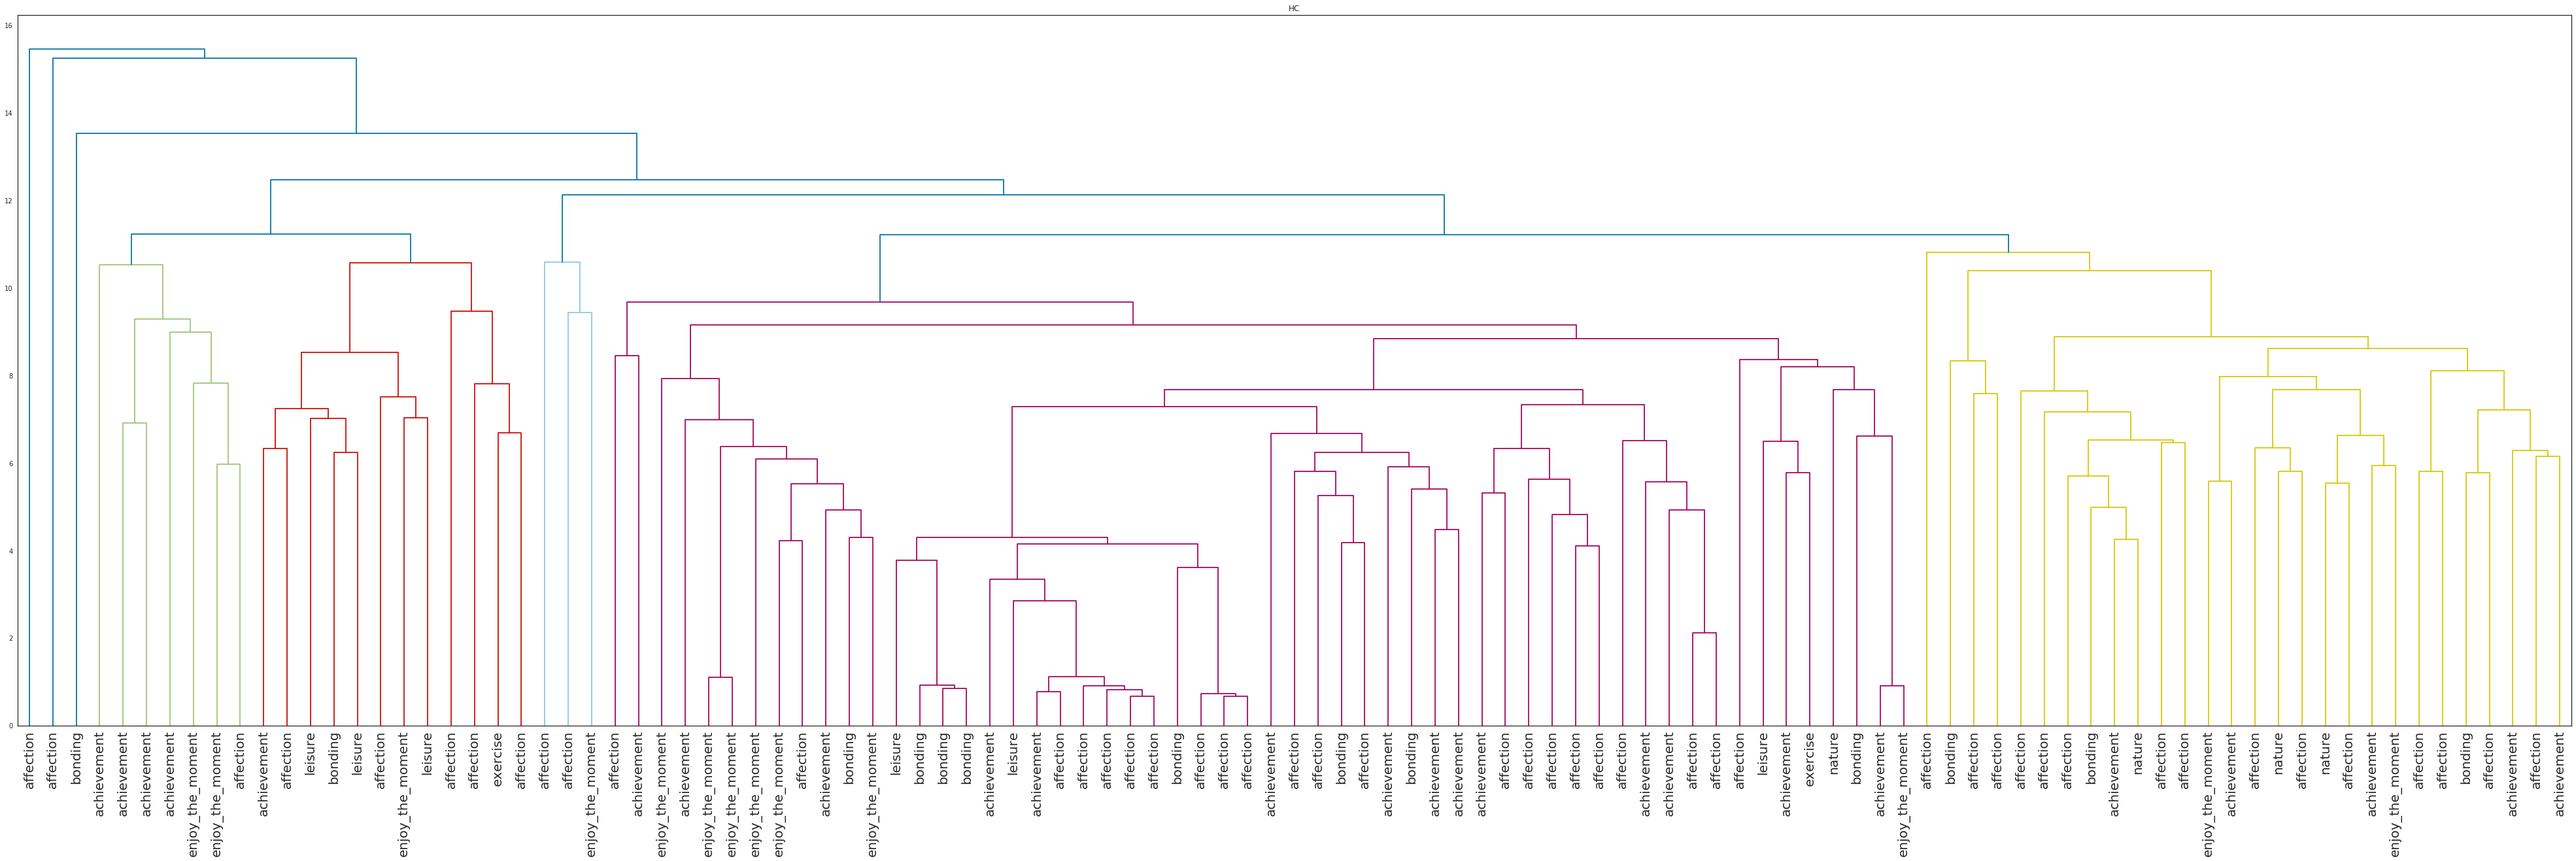 HC
16
14
12
10
8
6
4
2
0
affection
affection
bonding
achievement
achievement
achievement
achievement
enjoy_the_moment
enjoy_the_moment
affection
achievement
affection
leisure
bonding
leisure
affection
enjoy_the_moment
leisure
affection
affection
exercise
affection
affection
affection
enjoy_the_moment
affection
achievement
enjoy_the_moment
achievement
enjoy_the_moment
enjoy_the_moment
enjoy_the_moment
enjoy_the_moment
affection
achievement
bonding
enjoy_the_moment
leisure
bonding
bonding
bonding
achievement
leisure
achievement
affection
affection
affection
affection
affection
bonding
affection
affection
affection
achievement
affection
affection
bonding
affection
achievement
bonding
achievement
achievement
achievement
affection
affection
affection
affection
affection
affection
achievement
achievement
affection
affection
affection
leisure
achievement
exercise
nature
bonding
achievement
enjoy_the_moment
affection
bonding
affection
affection
affection
affection
affection
bonding
achievement
nature
affection
affection
enjoy_the_moment
achievement
affection
nature
affection
nature
affection
achievement
enjoy_the_moment
affection
affection
bonding
affection
achievement
affection
achievement